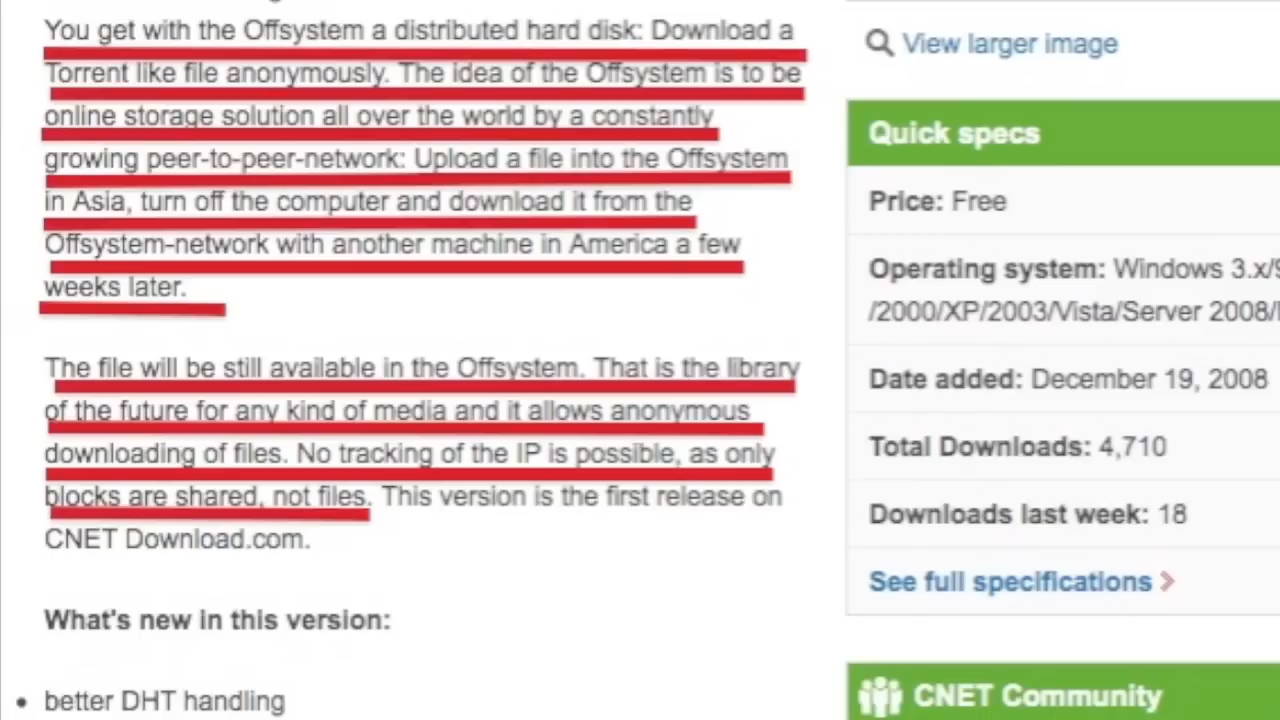 You get with the Offsystem a distributed hard disk: Download a
Torrent like file anonymously. The idea of the Offsystem is to be
online storage solution all over the world by a constantly
growing peer-to-peer-network: Upload a file into the Offsystem
in Asia, turn off the computer and download it from the
Offsystem-network with another machine in America a few
weeks later.
The file will be still available in the Offsystem. That is the library
of the future for any kind of media and it allows anonymous
downloading of files. No tracking of the IP is possible, as only
blocks are shared, not files. This version is the first release on
CNET Download.com.
What's new in this version:
• better DHT handling
View larger image
Quick specs
Price: Free
Operating system: Windows 3.x/
/2000/XP/2003/Vista/Server 2008/
Date added: December 19, 2008
Total Downloads: 4,710
Downloads last week: 18
See full specifications
CNET Community